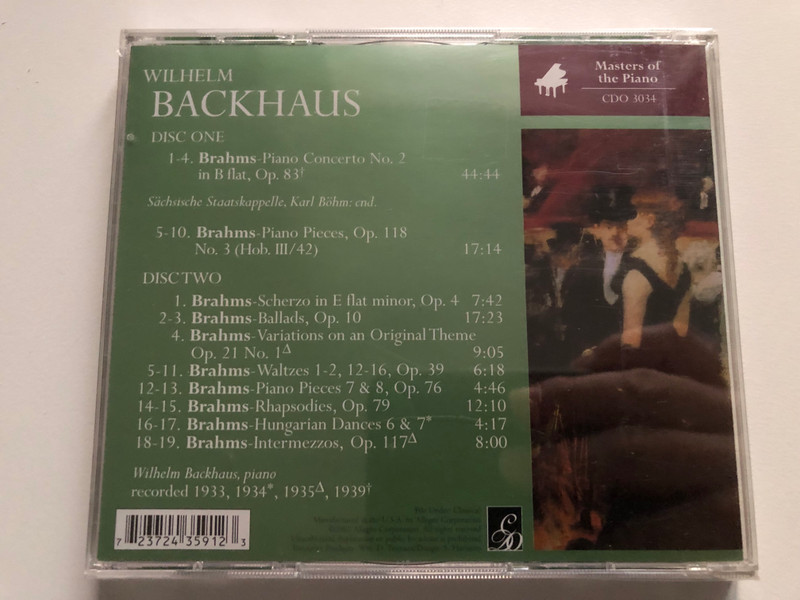 WILHELM
BACKHAUS
Masters of
the Piano
CDO 3034
DISC ONE
1-4. Brahms-Piano Concerto No. 2
in B flat, Op. 83† 44:44
Sächsische Staatskappelle, Karl Böhm: cnd.
5-10. Brahms-Piano Pieces, Op. 118
No. 3 (Hob. III/42) 17:14
DISC TWO
1. Brahms-Scherzo in E flat minor, Op. 4 7:42
2-3. Brahms-Ballads, Op. 10 17:23
4. Brahms-Variations on an Original Theme
Op. 21 No. 1Δ 9:05
5-11. Brahms-Waltzes 1-2, 12-16, Op. 39 6:18
12-13. Brahms-Piano Pieces 7 & 8, Op. 76 4:46
14-15. Brahms-Rhapsodies, Op. 79 12:10
16-17. Brahms-Hungarian Dances 6 & 7* 4:17
18-19. Brahms-Intermezzos, Op. 117Δ 8:00
Wilhelm Backhaus, piano
recorded 1933, 1934*, 1935Δ, 1939†
7 23724 35912 3